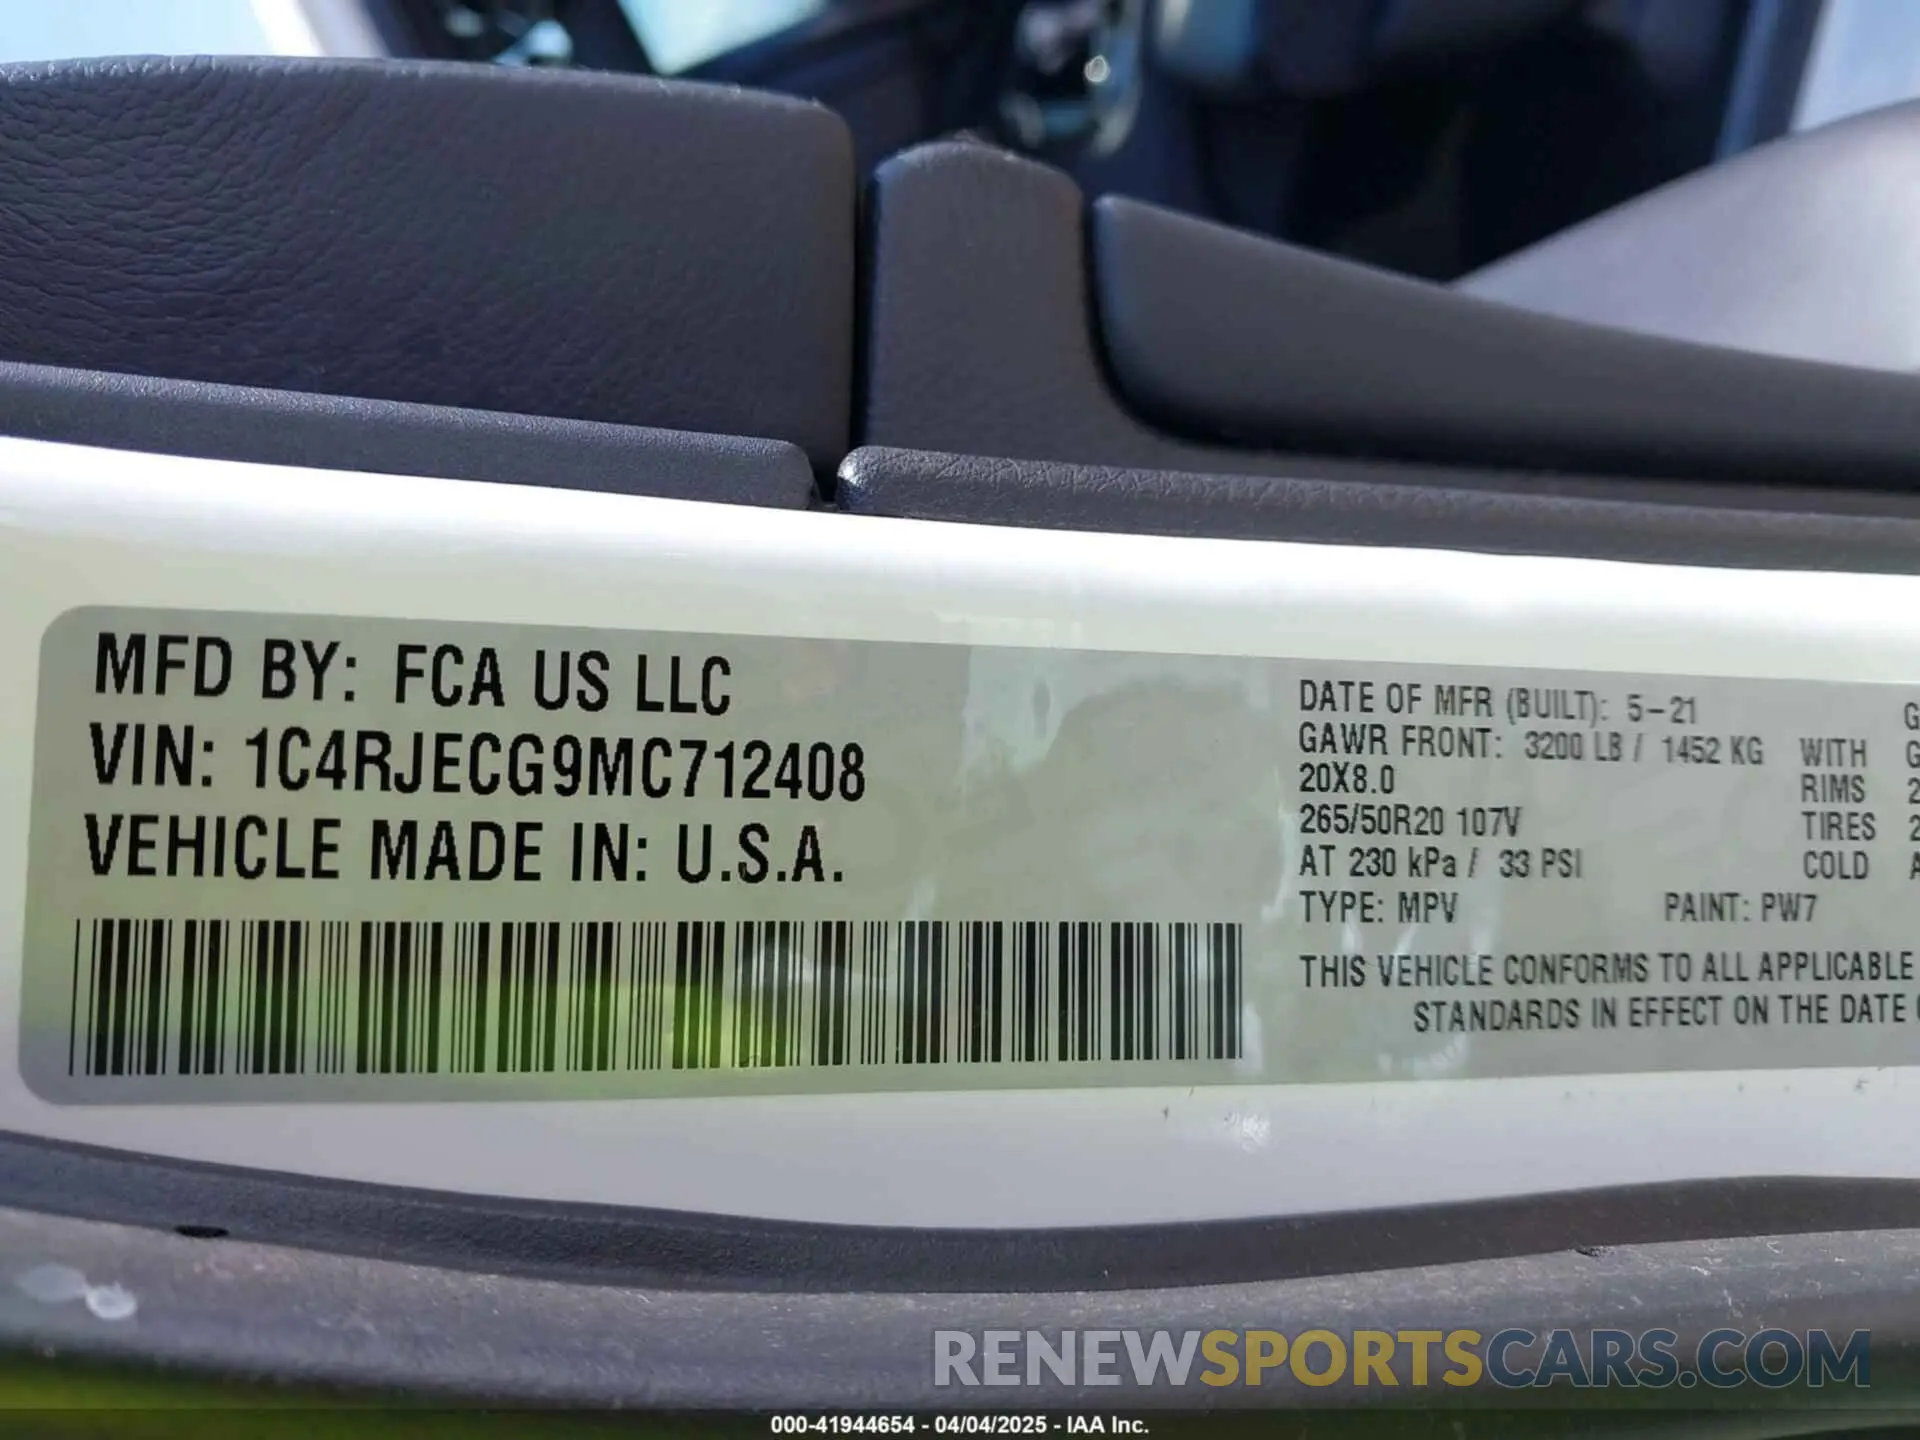 MFD BY: FCA US LLC
VIN: 1C4RJECG9MC712408
VEHICLE MADE IN: U.S.A.
DATE OF MFR (BUILT): 5-21
GAWR FRONT: 3200 LB / 1452 KG WITH
20X8.0 RIMS
265/50R20 107V TIRES
AT 230 kPa / 33 PSI COLD
TYPE: MPV PAINT: PW7
THIS VEHICLE CONFORMS TO ALL APPLICABLE
STANDARDS IN EFFECT ON THE DATE
RENEWSPORTSCARS.COM
000-41944654 - 04/04/2025 - IAA Inc.